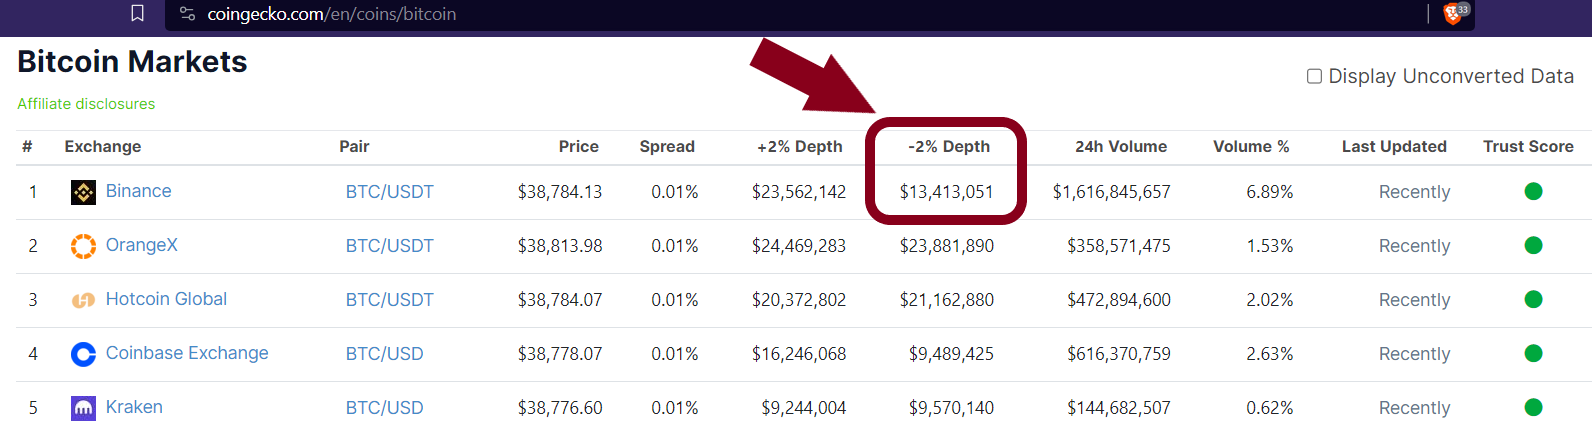 coingecko.com/en/coins/bitcoin
33
Bitcoin Markets
Display Unconverted Data
Affiliate disclosures
# Exchange Pair Price Spread +2% Depth -2% Depth 24h Volume Volume % Last Updated Trust Score
1 Binance BTC/USDT $38,784.13 0.01% $23,562,142 $13,413,051 $1,616,845,657 6.89% Recently
2 OrangeX BTC/USDT $38,813.98 0.01% $24,469,283 $23,881,890 $358,571,475 1.53% Recently
3 Hotcoin Global BTC/USDT $38,784.07 0.01% $20,372,802 $21,162,880 $472,894,600 2.02% Recently
4 Coinbase Exchange BTC/USD $38,778.07 0.01% $16,246,068 $9,489,425 $616,370,759 2.63% Recently
5 Kraken BTC/USD $38,776.60 0.01% $9,244,004 $9,570,140 $144,682,507 0.62% Recently